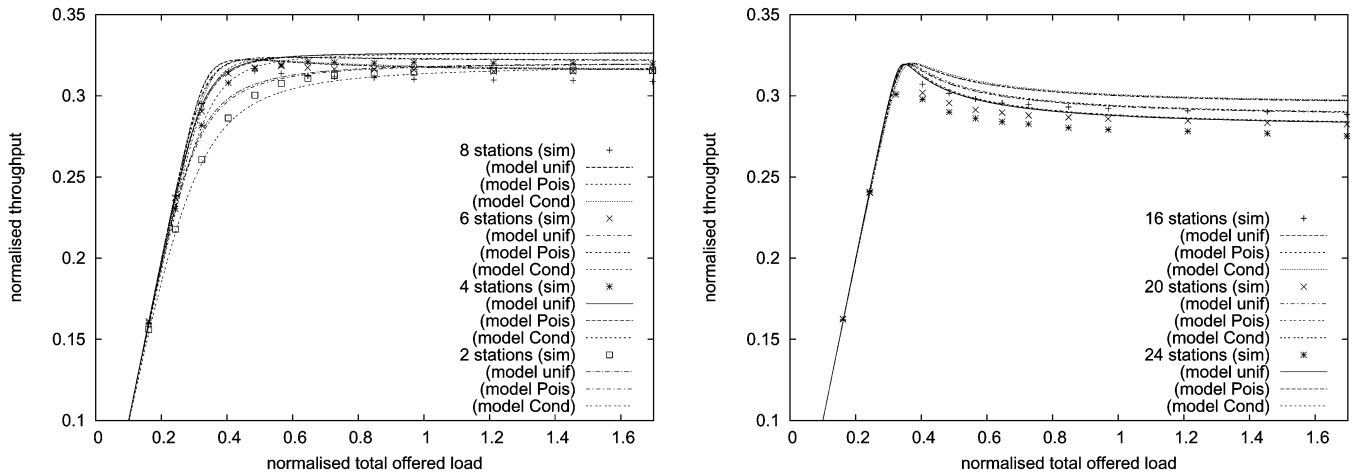 0.35
0.3
0.25
0.2
0.15
0.1
normalised throughput
8 stations (sim)
(model unif)
(model Pois)
(model Cond)
6 stations (sim)
(model unif)
(model Pois)
(model Cond)
4 stations (sim)
(model unif)
(model Pois)
(model Cond)
2 stations (sim)
(model unif)
(model Pois)
(model Cond)
0 0.2 0.4 0.6 0.8 1 1.2 1.4 1.6
normalised total offered load
0.35
0.3
0.25
0.2
0.15
0.1
normalised throughput
16 stations (sim)
(model unif)
(model Pois)
(model Cond)
20 stations (sim)
(model unif)
(model Pois)
(model Cond)
24 stations (sim)
(model unif)
(model Pois)
(model Cond)
0 0.2 0.4 0.6 0.8 1 1.2 1.4 1.6
normalised total offered load